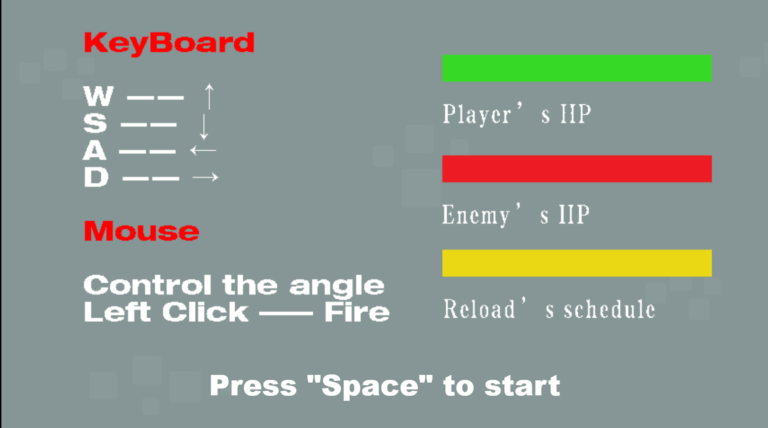 KeyBoard
W —— ↑
S —— ↓
A —— ←
D —— →
Mouse
Control the angle
Left Click —— Fire
Player’s HP
Enemy’s HP
Reload’s schedule
Press "Space" to start